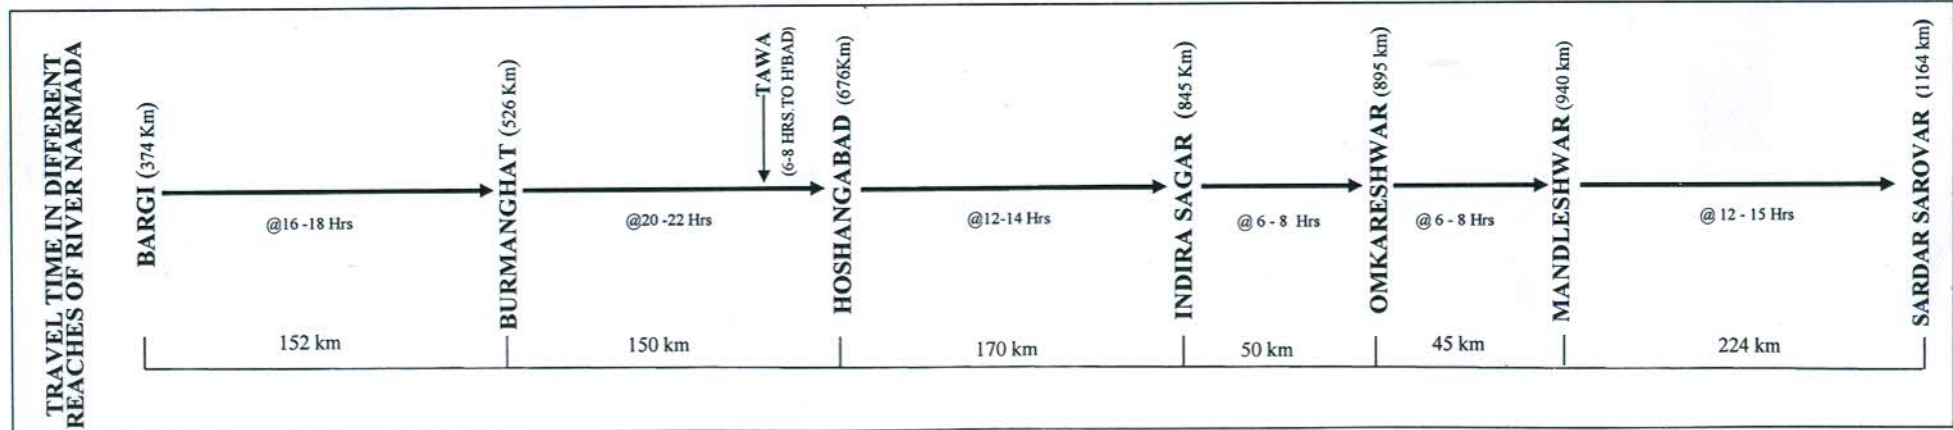 TRAVEL TIME IN DIFFERENT
REACHES OF RIVER NARMADA
BARGI (374 Km)
@16 -18 Hrs
BURMANGHAT (526 Km)
@20 -22 Hrs
TAWA
(6-8 HRS.TO H'BAD)
HOSHANGABAD (676Km)
@12-14 Hrs
INDIRA SAGAR (845 Km)
@ 6 - 8 Hrs
OMKARESHWAR (895 km)
@ 6 - 8 Hrs
MANDLESHWAR (940 km)
@ 12 - 15 Hrs
SARDAR SAROVAR (1164 km)
152 km
150 km
170 km
50 km
45 km
224 km